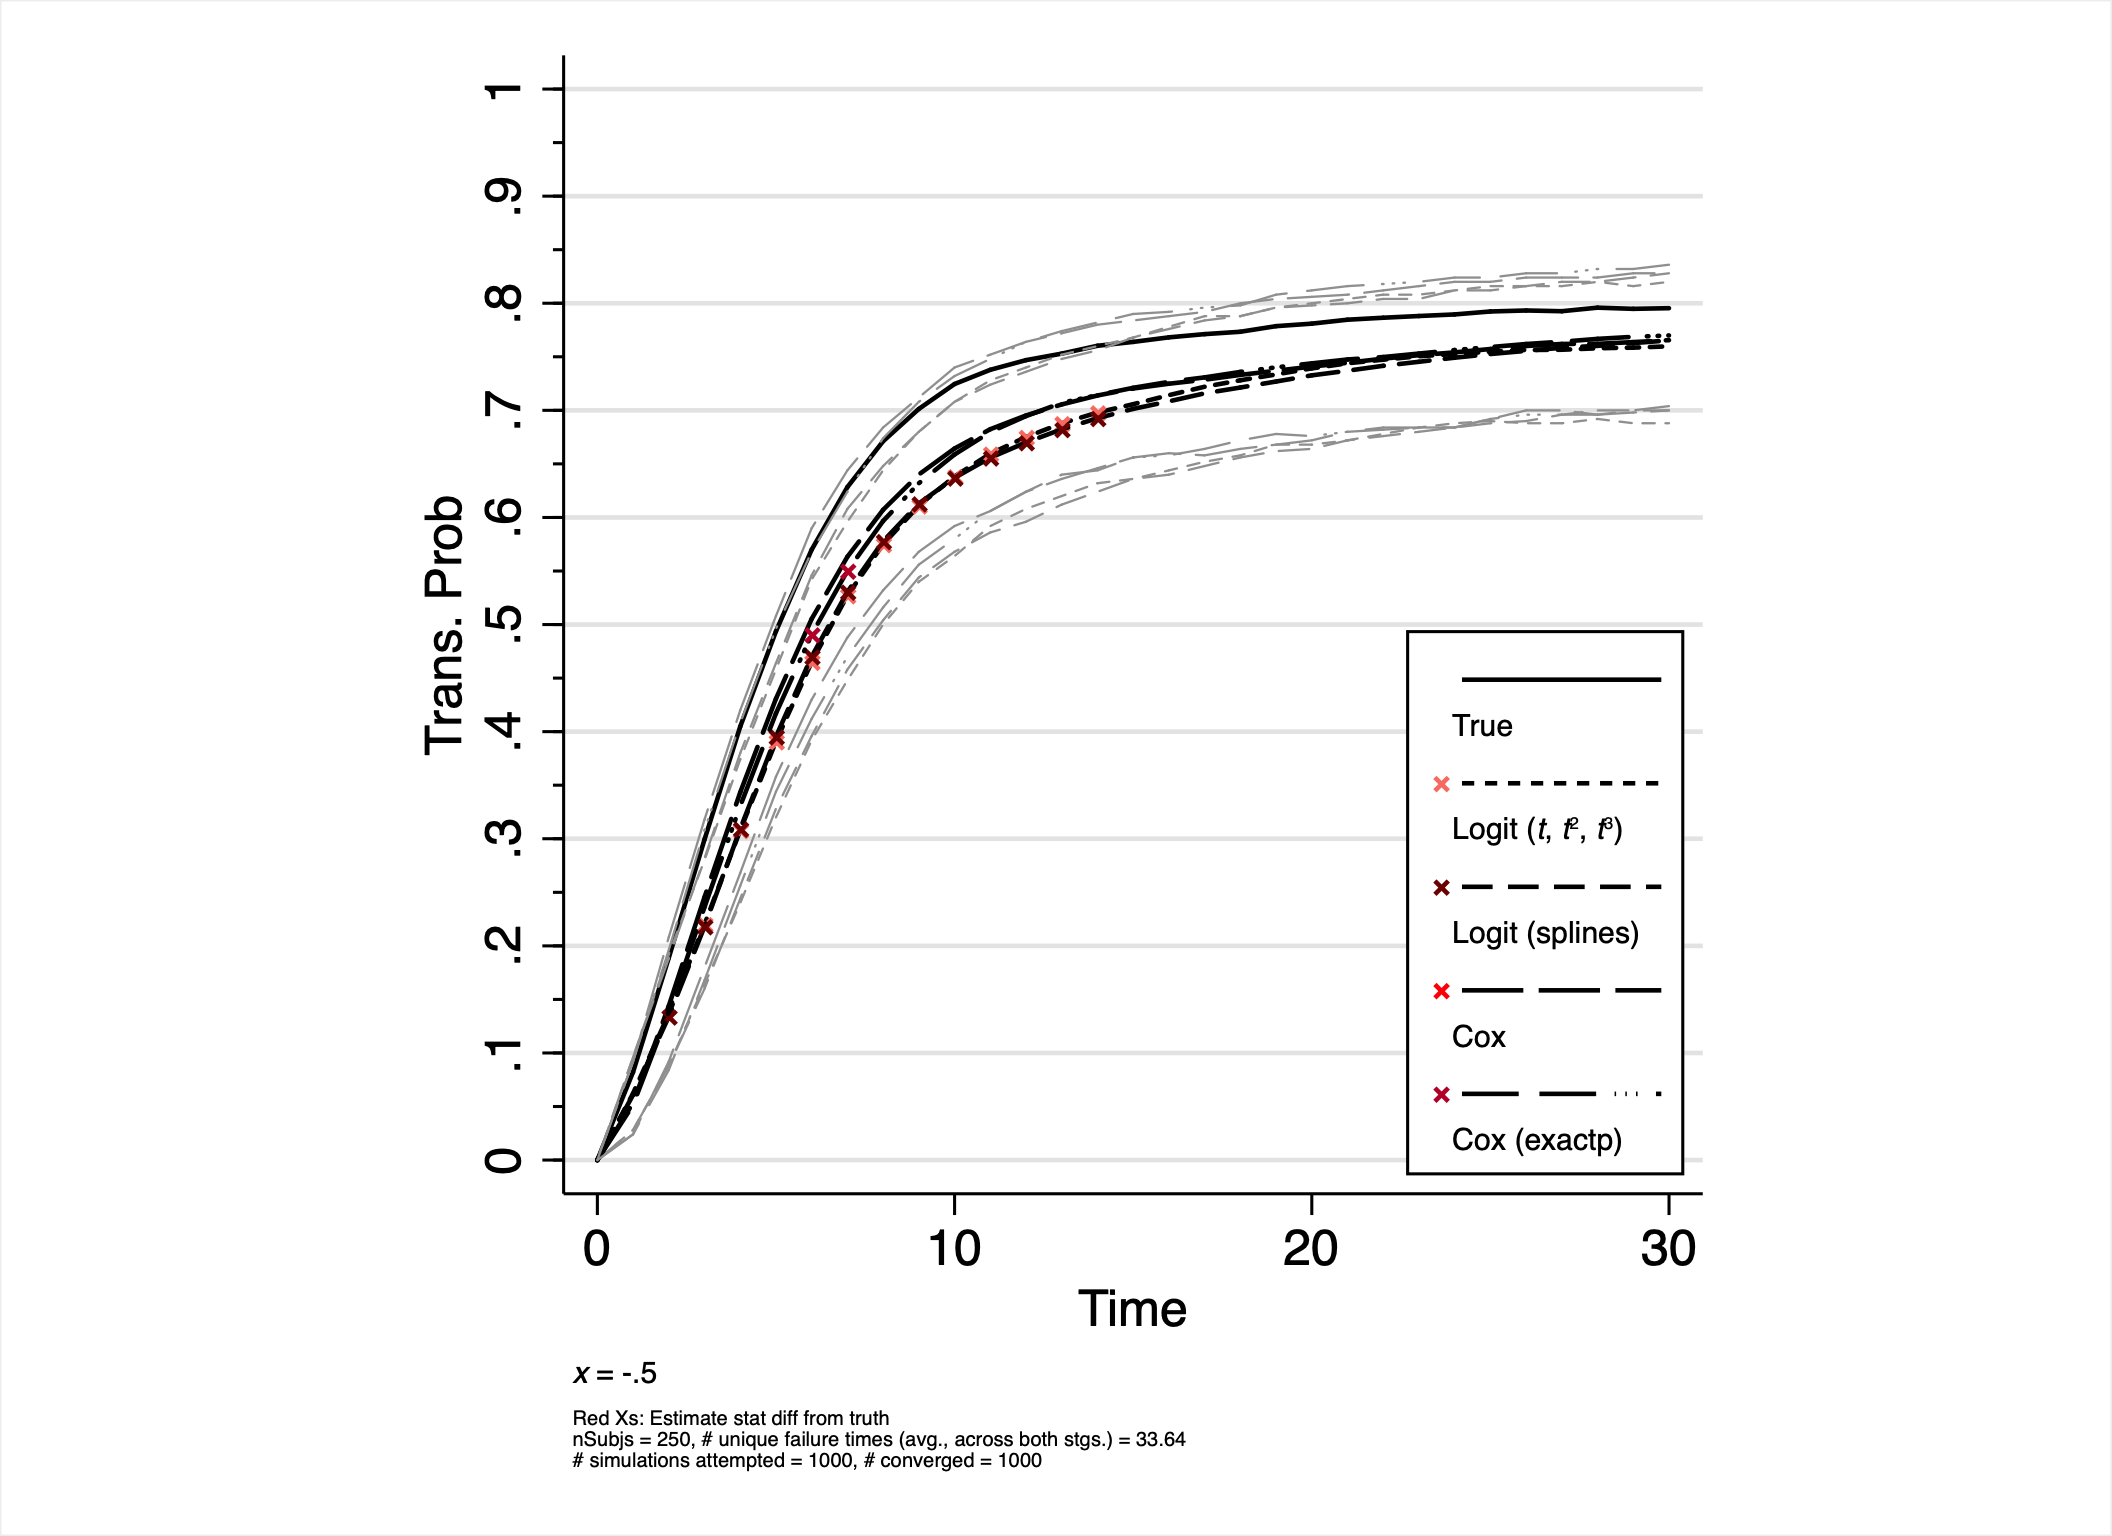 1
.9
.8
.7
.6
.5
.4
.3
.2
.1
0
Trans. Prob
True
Logit (t, t², t³)
Logit (splines)
Cox
Cox (exactp)
0 10 20 30
Time
x = -.5
Red Xs: Estimate stat diff from truth
nSubjs = 250, # unique failure times (avg., across both stgs.) = 33.64
# simulations attempted = 1000, # converged = 1000